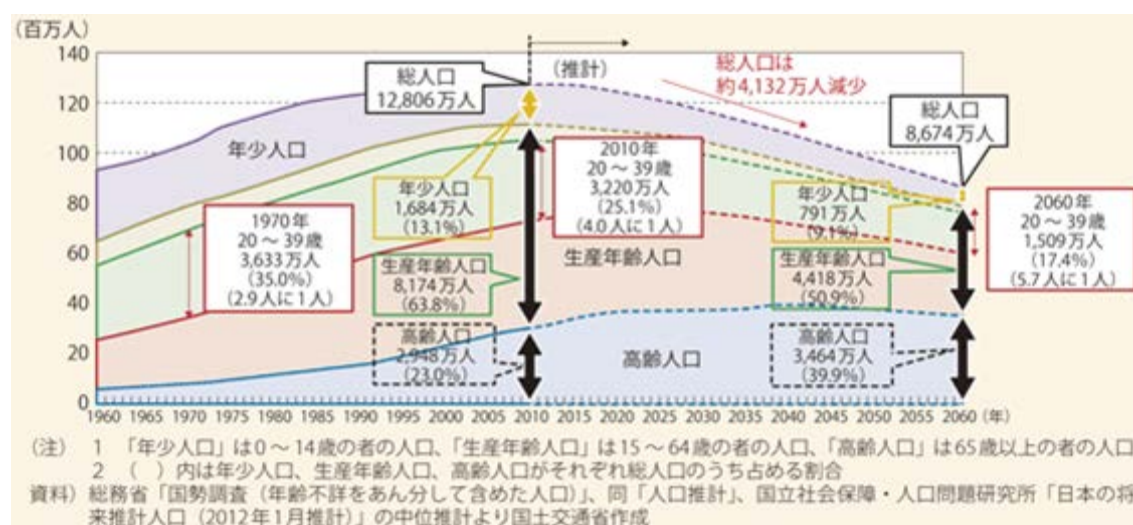 (百万人)
140
120
100
80
60
40
20
0
(推計)
総人口は
約4,132万人減少
総人口
12,806万人
総人口
8,674万人
年少人口
年少人口
1,684万人
(13.1%)
2010年
20～39歳
3,220万人
(25.1%)
(4.0人に1人)
年少人口
791万人
(9.1%)
2060年
20～39歳
1,509万人
(17.4%)
(5.7人に1人)
1970年
20～39歳
3,633万人
(35.0%)
(2.9人に1人)
生産年齢人口
8,174万人
(63.8%)
生産年齢人口
生産年齢人口
4,418万人
(50.9%)
高齢人口
2,948万人
(23.0%)
高齢人口
高齢人口
3,464万人
(39.9%)
1960 1965 1970 1975 1980 1985 1990 1995 2000 2005 2010 2015 2020 2025 2030 2035 2040 2045 2050 2055 2060 (年)
(注) 1 「年少人口」は0～14歳の者の人口、「生産年齢人口」は15～64歳の者の人口、「高齢人口」は65歳以上の者の人口
2 ( )内は年少人口、生産年齢人口、高齢人口がそれぞれ総人口のうち占める割合
資料) 総務省「国勢調査(年齢不詳をあん分して含めた人口)」、同「人口推計」、国立社会保障・人口問題研究所「日本の将
来推計人口(2012年1月推計)」の中位推計より国土交通省作成